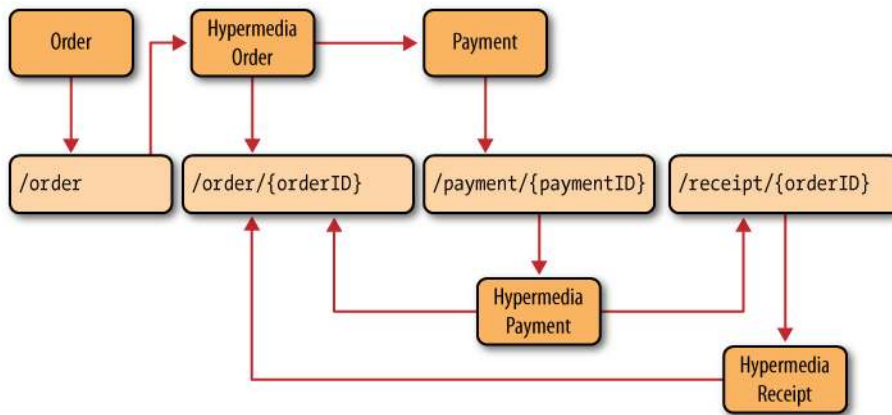 Order
Hypermedia
Order
Payment
/order
/order/{orderID}
/payment/{paymentID}
/receipt/{orderID}
Hypermedia
Payment
Hypermedia
Receipt